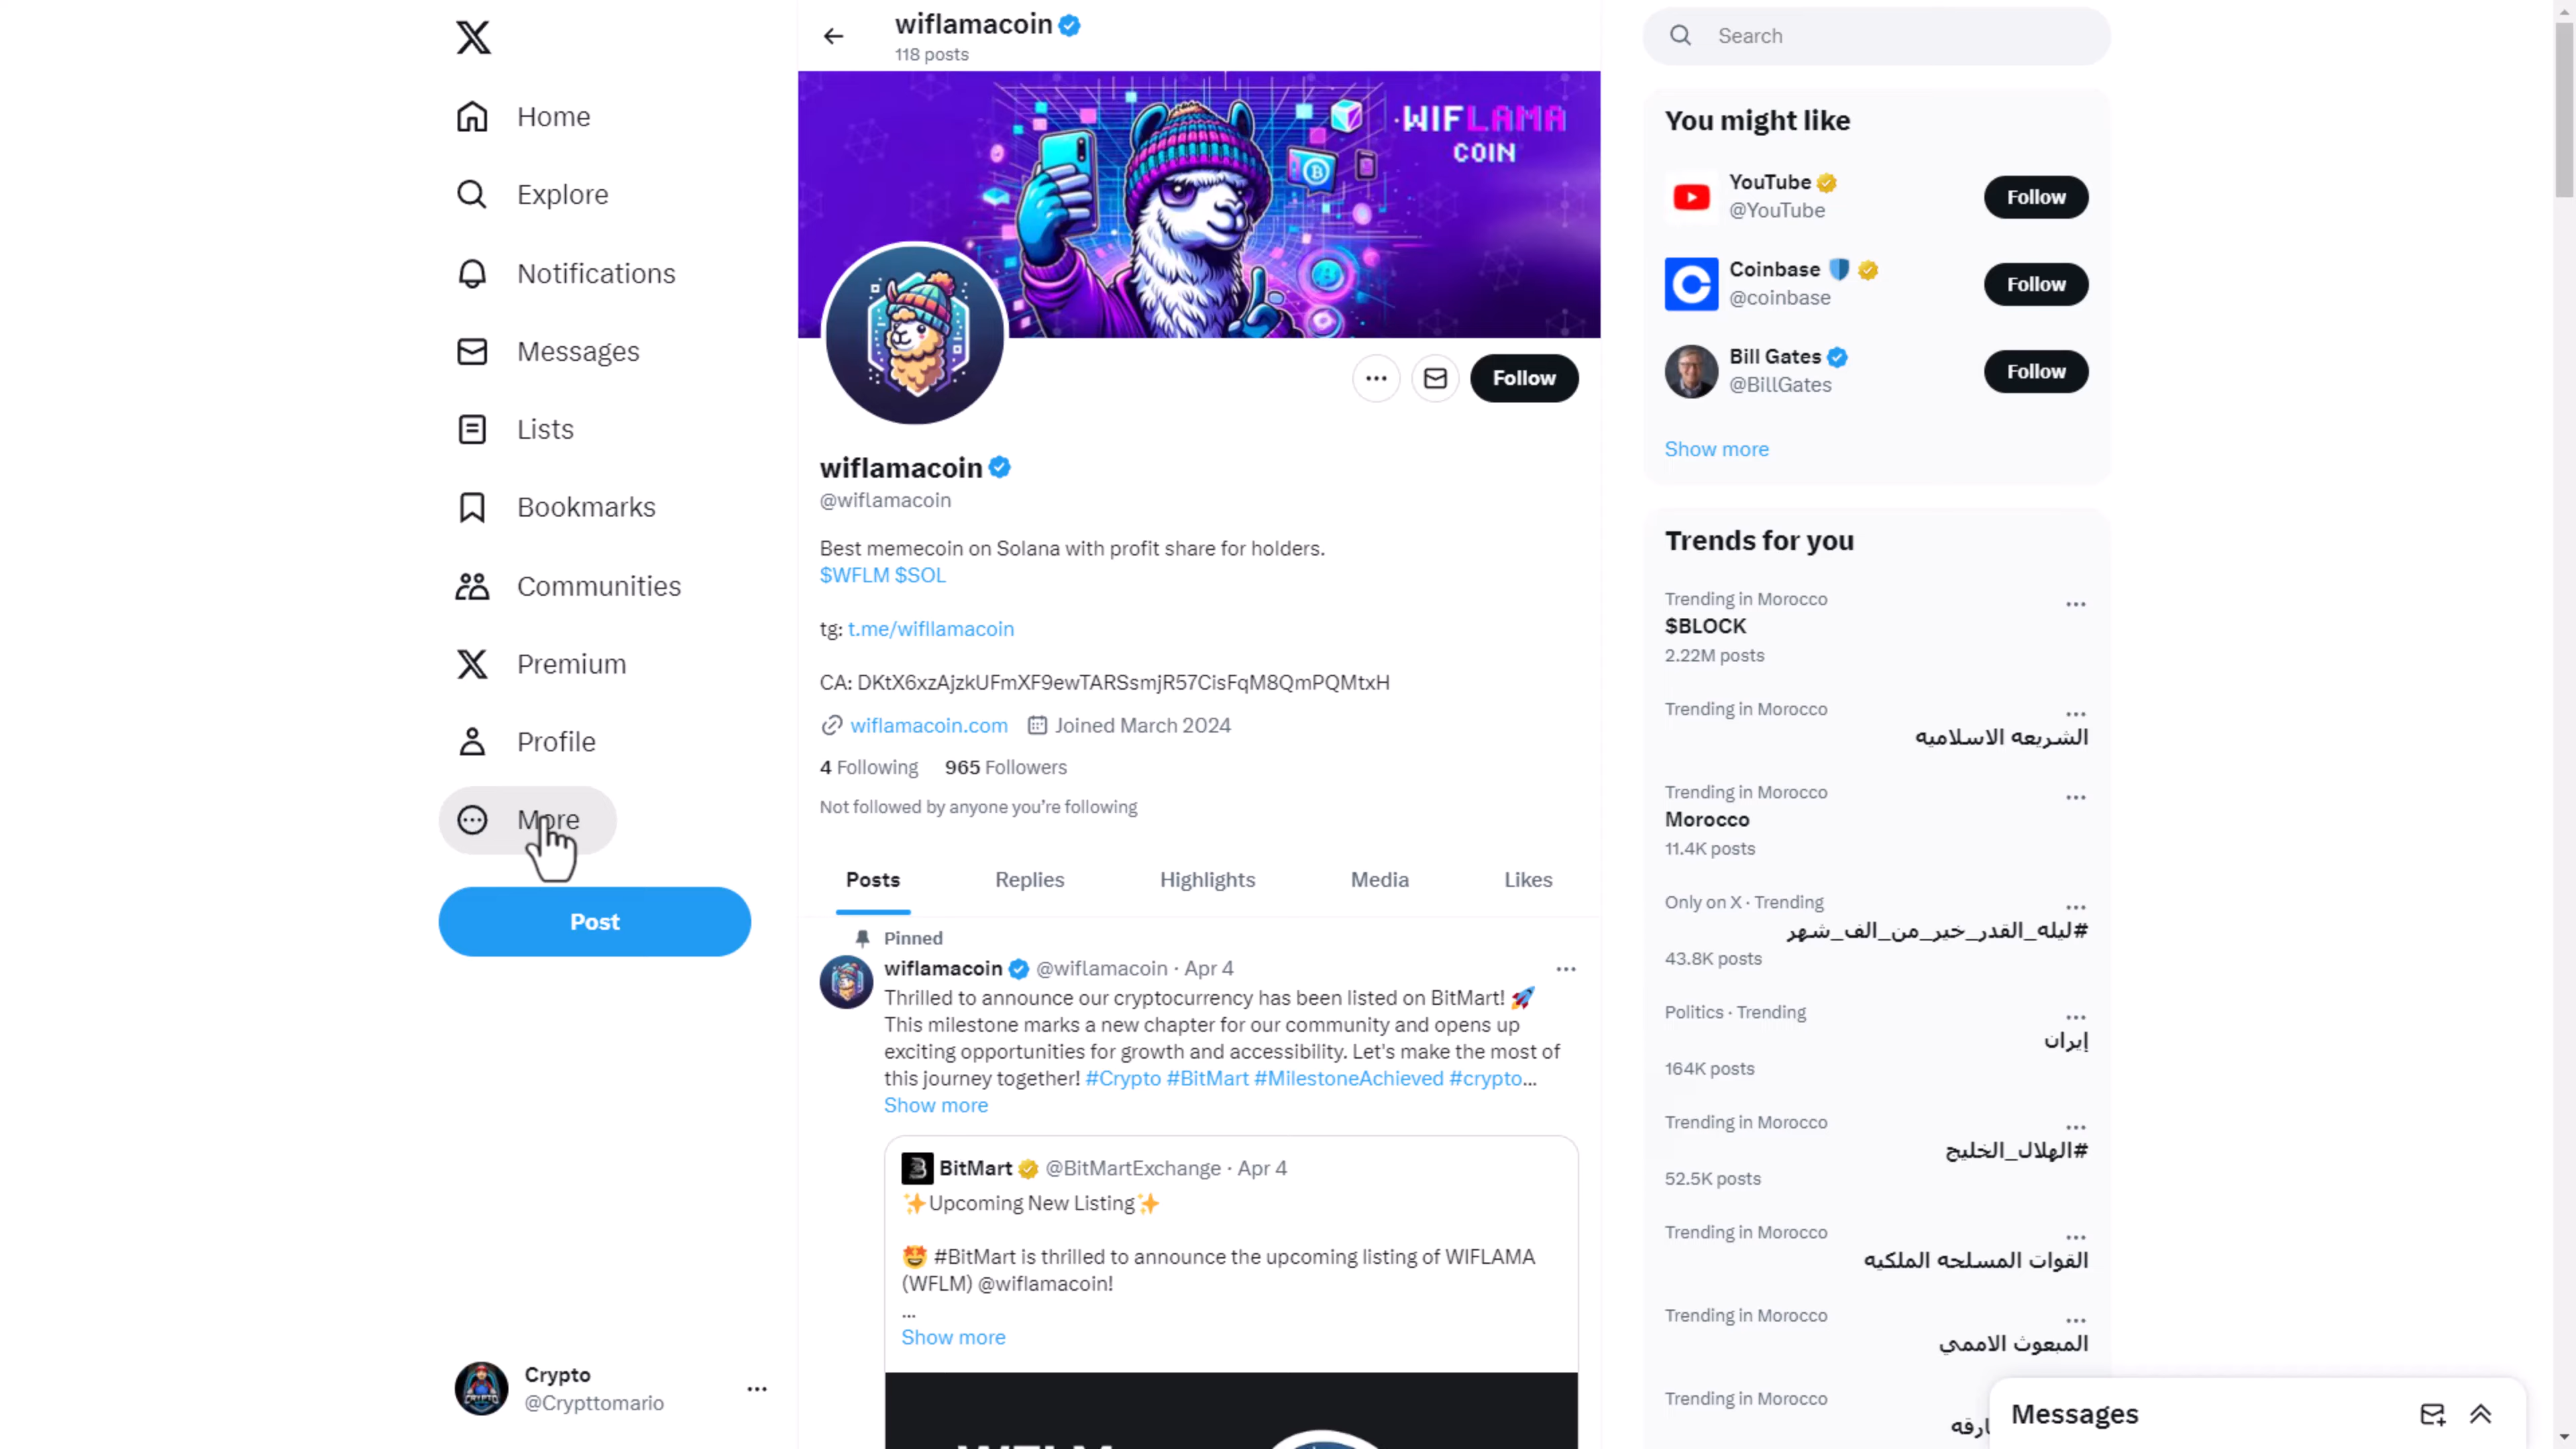 Home
Explore
Notifications
Messages
Lists
Bookmarks
Communities
Premium
Profile
More
Post
Crypto
@Crypttomario
wiflamacoin
118 posts
WIFLAMA
COIN
Follow
wiflamacoin
@wiflamacoin
Best memecoin on Solana with profit share for holders.
$WFLM $SOL
tg: t.me/wifllamacoin
CA: DKtX6xzAjzkUFmXF9ewTARSsmjR57CisFqM8QmPQMtxH
wiflamacoin.com Joined March 2024
4 Following 965 Followers
Not followed by anyone you're following
Posts Replies Highlights Media Likes
Pinned
wiflamacoin @wiflamacoin · Apr 4
Thrilled to announce our cryptocurrency has been listed on BitMart! 🚀
This milestone marks a new chapter for our community and opens up
exciting opportunities for growth and accessibility. Let's make the most of
this journey together! #Crypto #BitMart #MilestoneAchieved #crypto...
Show more
BitMart @BitMartExchange · Apr 4
✨Upcoming New Listing✨
🤩 #BitMart is thrilled to announce the upcoming listing of WIFLAMA
(WFLM) @wiflamacoin!
...
Show more
Search
You might like
YouTube
@YouTube
Follow
Coinbase
@coinbase
Follow
Bill Gates
@BillGates
Follow
Show more
Trends for you
Trending in Morocco
$BLOCK
2.22M posts
Trending in Morocco
الشريعه الاسلاميه
Trending in Morocco
Morocco
11.4K posts
Only on X · Trending
#ليله_القدر_خير_من_الف_شهر
43.8K posts
Politics · Trending
إيران
164K posts
Trending in Morocco
#الهلال_الخليج
52.5K posts
Trending in Morocco
القوات المسلحه الملكيه
Trending in Morocco
المبعوث الاممي
Trending in Morocco
Messages